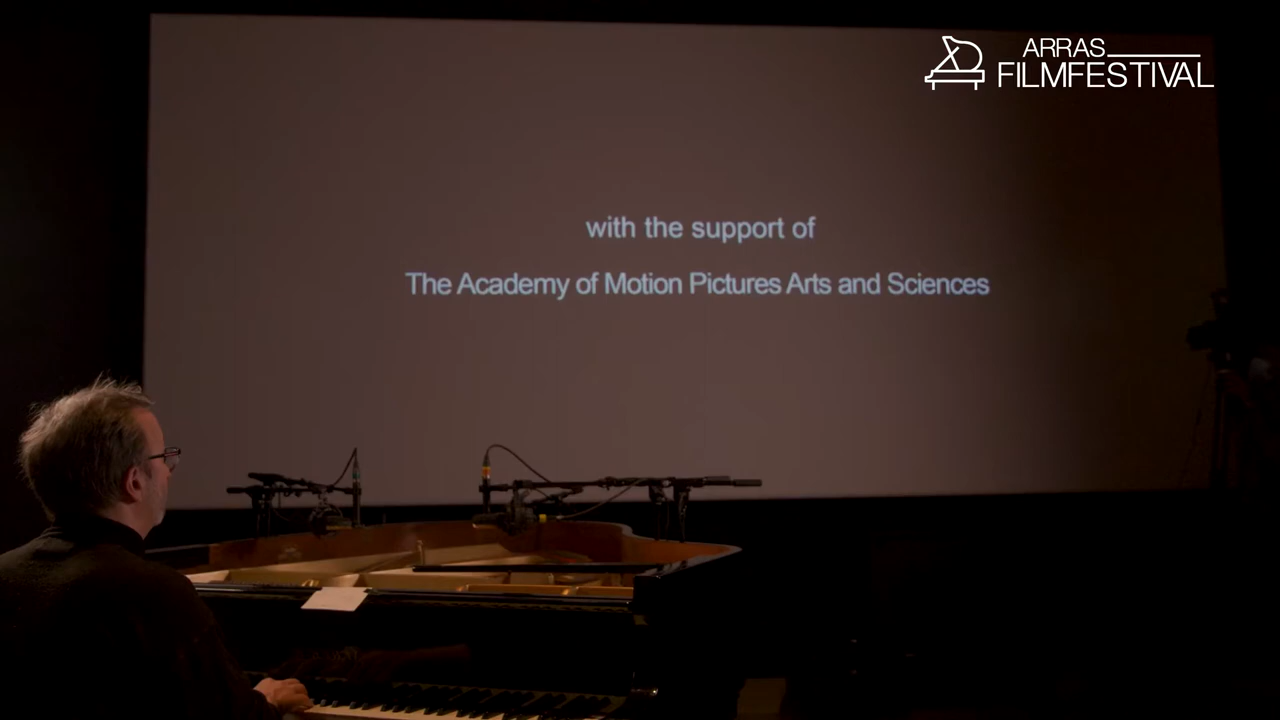 ARRAS
FILMFESTIVAL
with the support of
The Academy of Motion Pictures Arts and Sciences